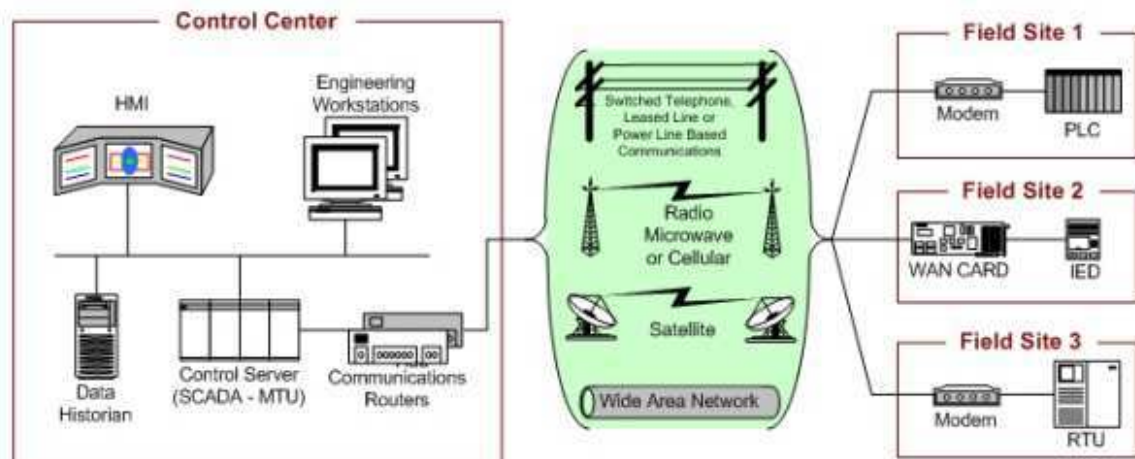 Control Center
HMI
Engineering
Workstations
Data
Historian
Control Server
(SCADA - MTU)
Communications
Routers
Switched Telephone,
Leased Line or
Power Line Based
Communications
Radio
Microwave
or Cellular
Satellite
Wide Area Network
Field Site 1
Modem
PLC
Field Site 2
WAN CARD
IED
Field Site 3
Modem
RTU